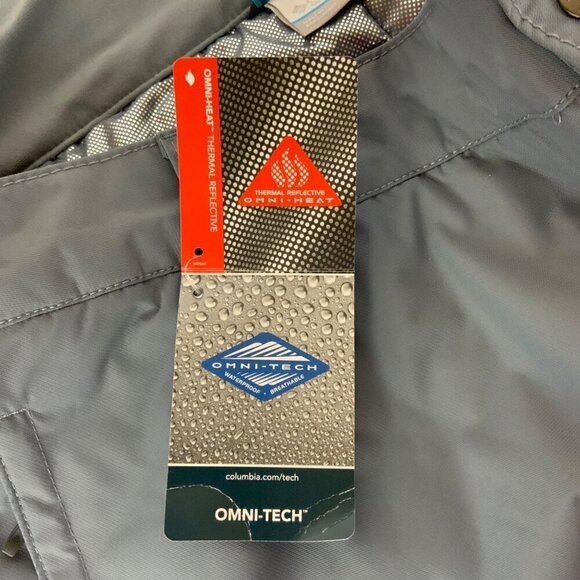 OMNI-HEAT™ THERMAL REFLECTIVE
THERMAL REFLECTIVE
OMNI-HEAT
OMNI-TECH
WATERPROOF • BREATHABLE
columbia.com/tech
OMNI-TECH™